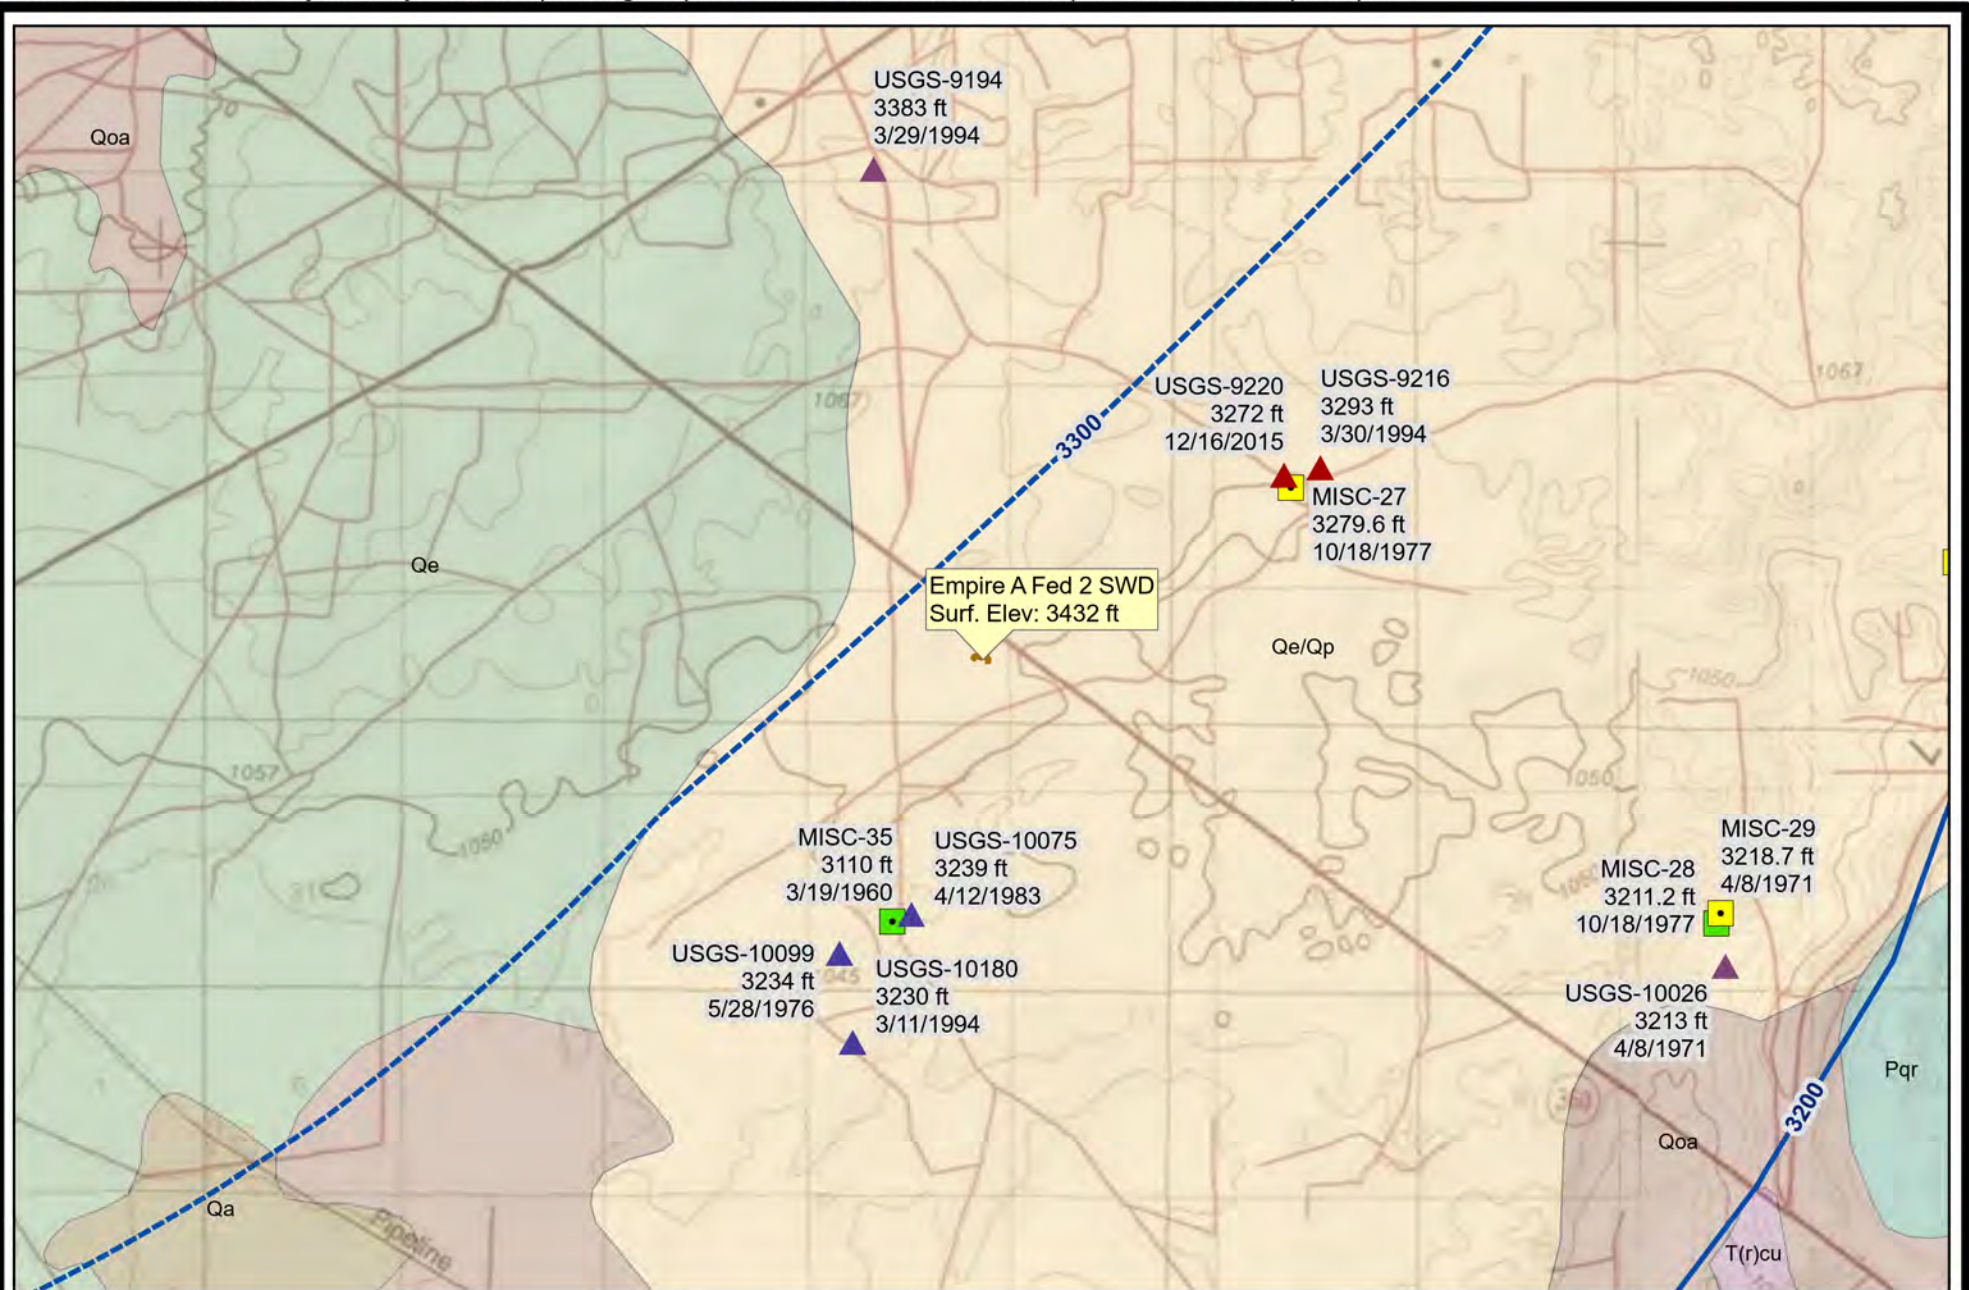 Qoa
USGS-9194
3383 ft
3/29/1994
3300
USGS-9220
3272 ft
12/16/2015
USGS-9216
3293 ft
3/30/1994
1067
1067
MISC-27
3279.6 ft
10/18/1977
Qe
Empire A Fed 2 SWD
Surf. Elev: 3432 ft
Qe/Qp
1050
1057
1050
1050
MISC-35
3110 ft
3/19/1960
USGS-10075
3239 ft
4/12/1983
MISC-29
3218.7 ft
4/8/1971
MISC-28
3211.2 ft
10/18/1977
USGS-10099
3234 ft
5/28/1976
1045
USGS-10180
3230 ft
3/11/1994
USGS-10026
3213 ft
4/8/1971
Pqr
3200
360
Qoa
Qa
Pipeline
T(r)cu